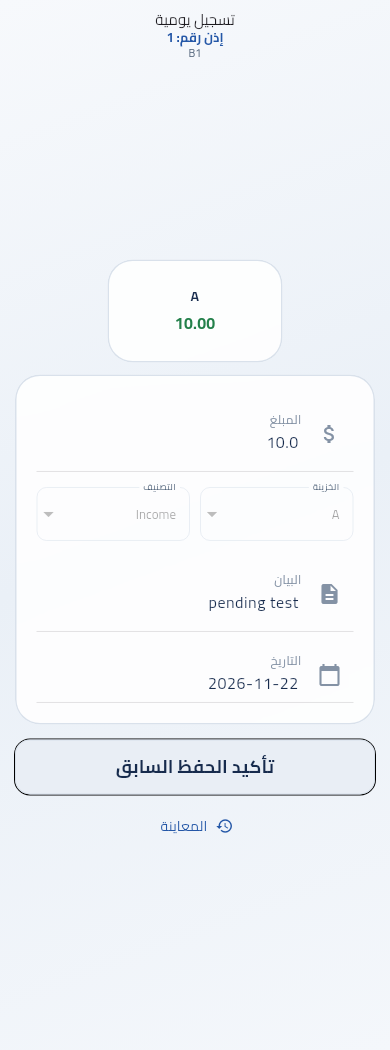 تسجيل يومية
إذن رقم: 1
B1
A
10.00
المبلغ
10.0
الخزينة
A
التصنيف
Income
البيان
pending test
التاريخ
2026-11-22
تأكيد الحفظ السابق
المعاينة